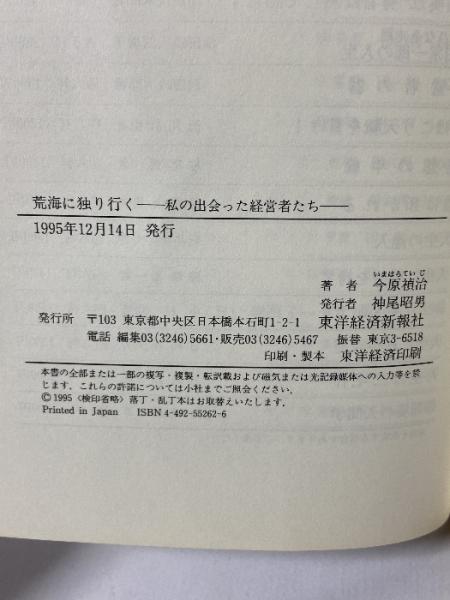 荒海に独り行く――私の出会った経営者たち――
1995年12月14日 発行
いまはらていじ
著者 今原禎治
発行者 神尾昭男
発行所 〒103 東京都中央区日本橋本石町1-2-1 東洋経済新報社
電話 編集03(3246)5661・販売03(3246)5467 振替 東京3-6518
印刷・製本 東洋経済印刷
本書の全部または一部の複写・複製・転訳載および磁気または光記録媒体への入力等を禁
じます。これらの許諾については小社までご照会ください。
©1995〈検印省略〉落丁・乱丁本はお取替えいたします。
Printed in Japan ISBN 4-492-55262-6